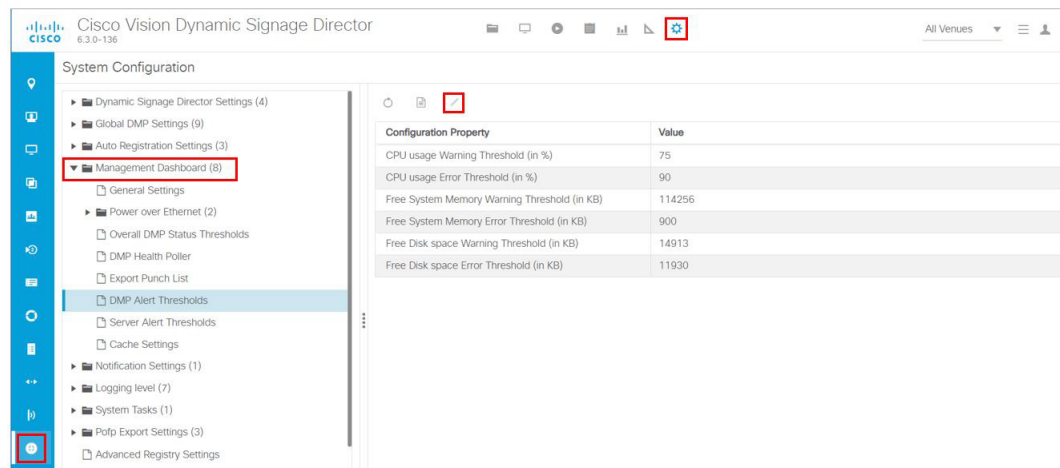 CISCO
Cisco Vision Dynamic Signage Director
6.3.0-136
All Venues
System Configuration
Dynamic Signage Director Settings (4)
Global DMP Settings (9)
Auto Registration Settings (3)
Management Dashboard (8)
General Settings
Power over Ethernet (2)
Overall DMP Status Thresholds
DMP Health Poller
Export Punch List
DMP Alert Thresholds
Server Alert Thresholds
Cache Settings
Notification Settings (1)
Logging level (7)
System Tasks (1)
Pofp Export Settings (3)
Advanced Registry Settings
Configuration Property Value
CPU usage Warning Threshold (in %) 75
CPU usage Error Threshold (in %) 90
Free System Memory Warning Threshold (in KB) 114256
Free System Memory Error Threshold (in KB) 900
Free Disk space Warning Threshold (in KB) 14913
Free Disk space Error Threshold (in KB) 11930